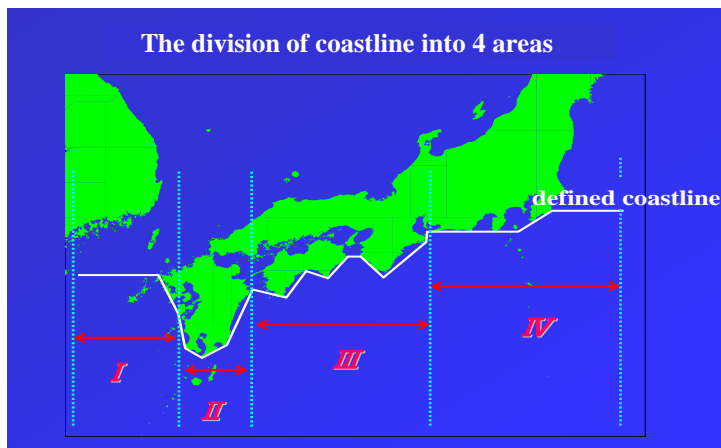 The division of coastline into 4 areas
defined coastline
I
II
III
IV